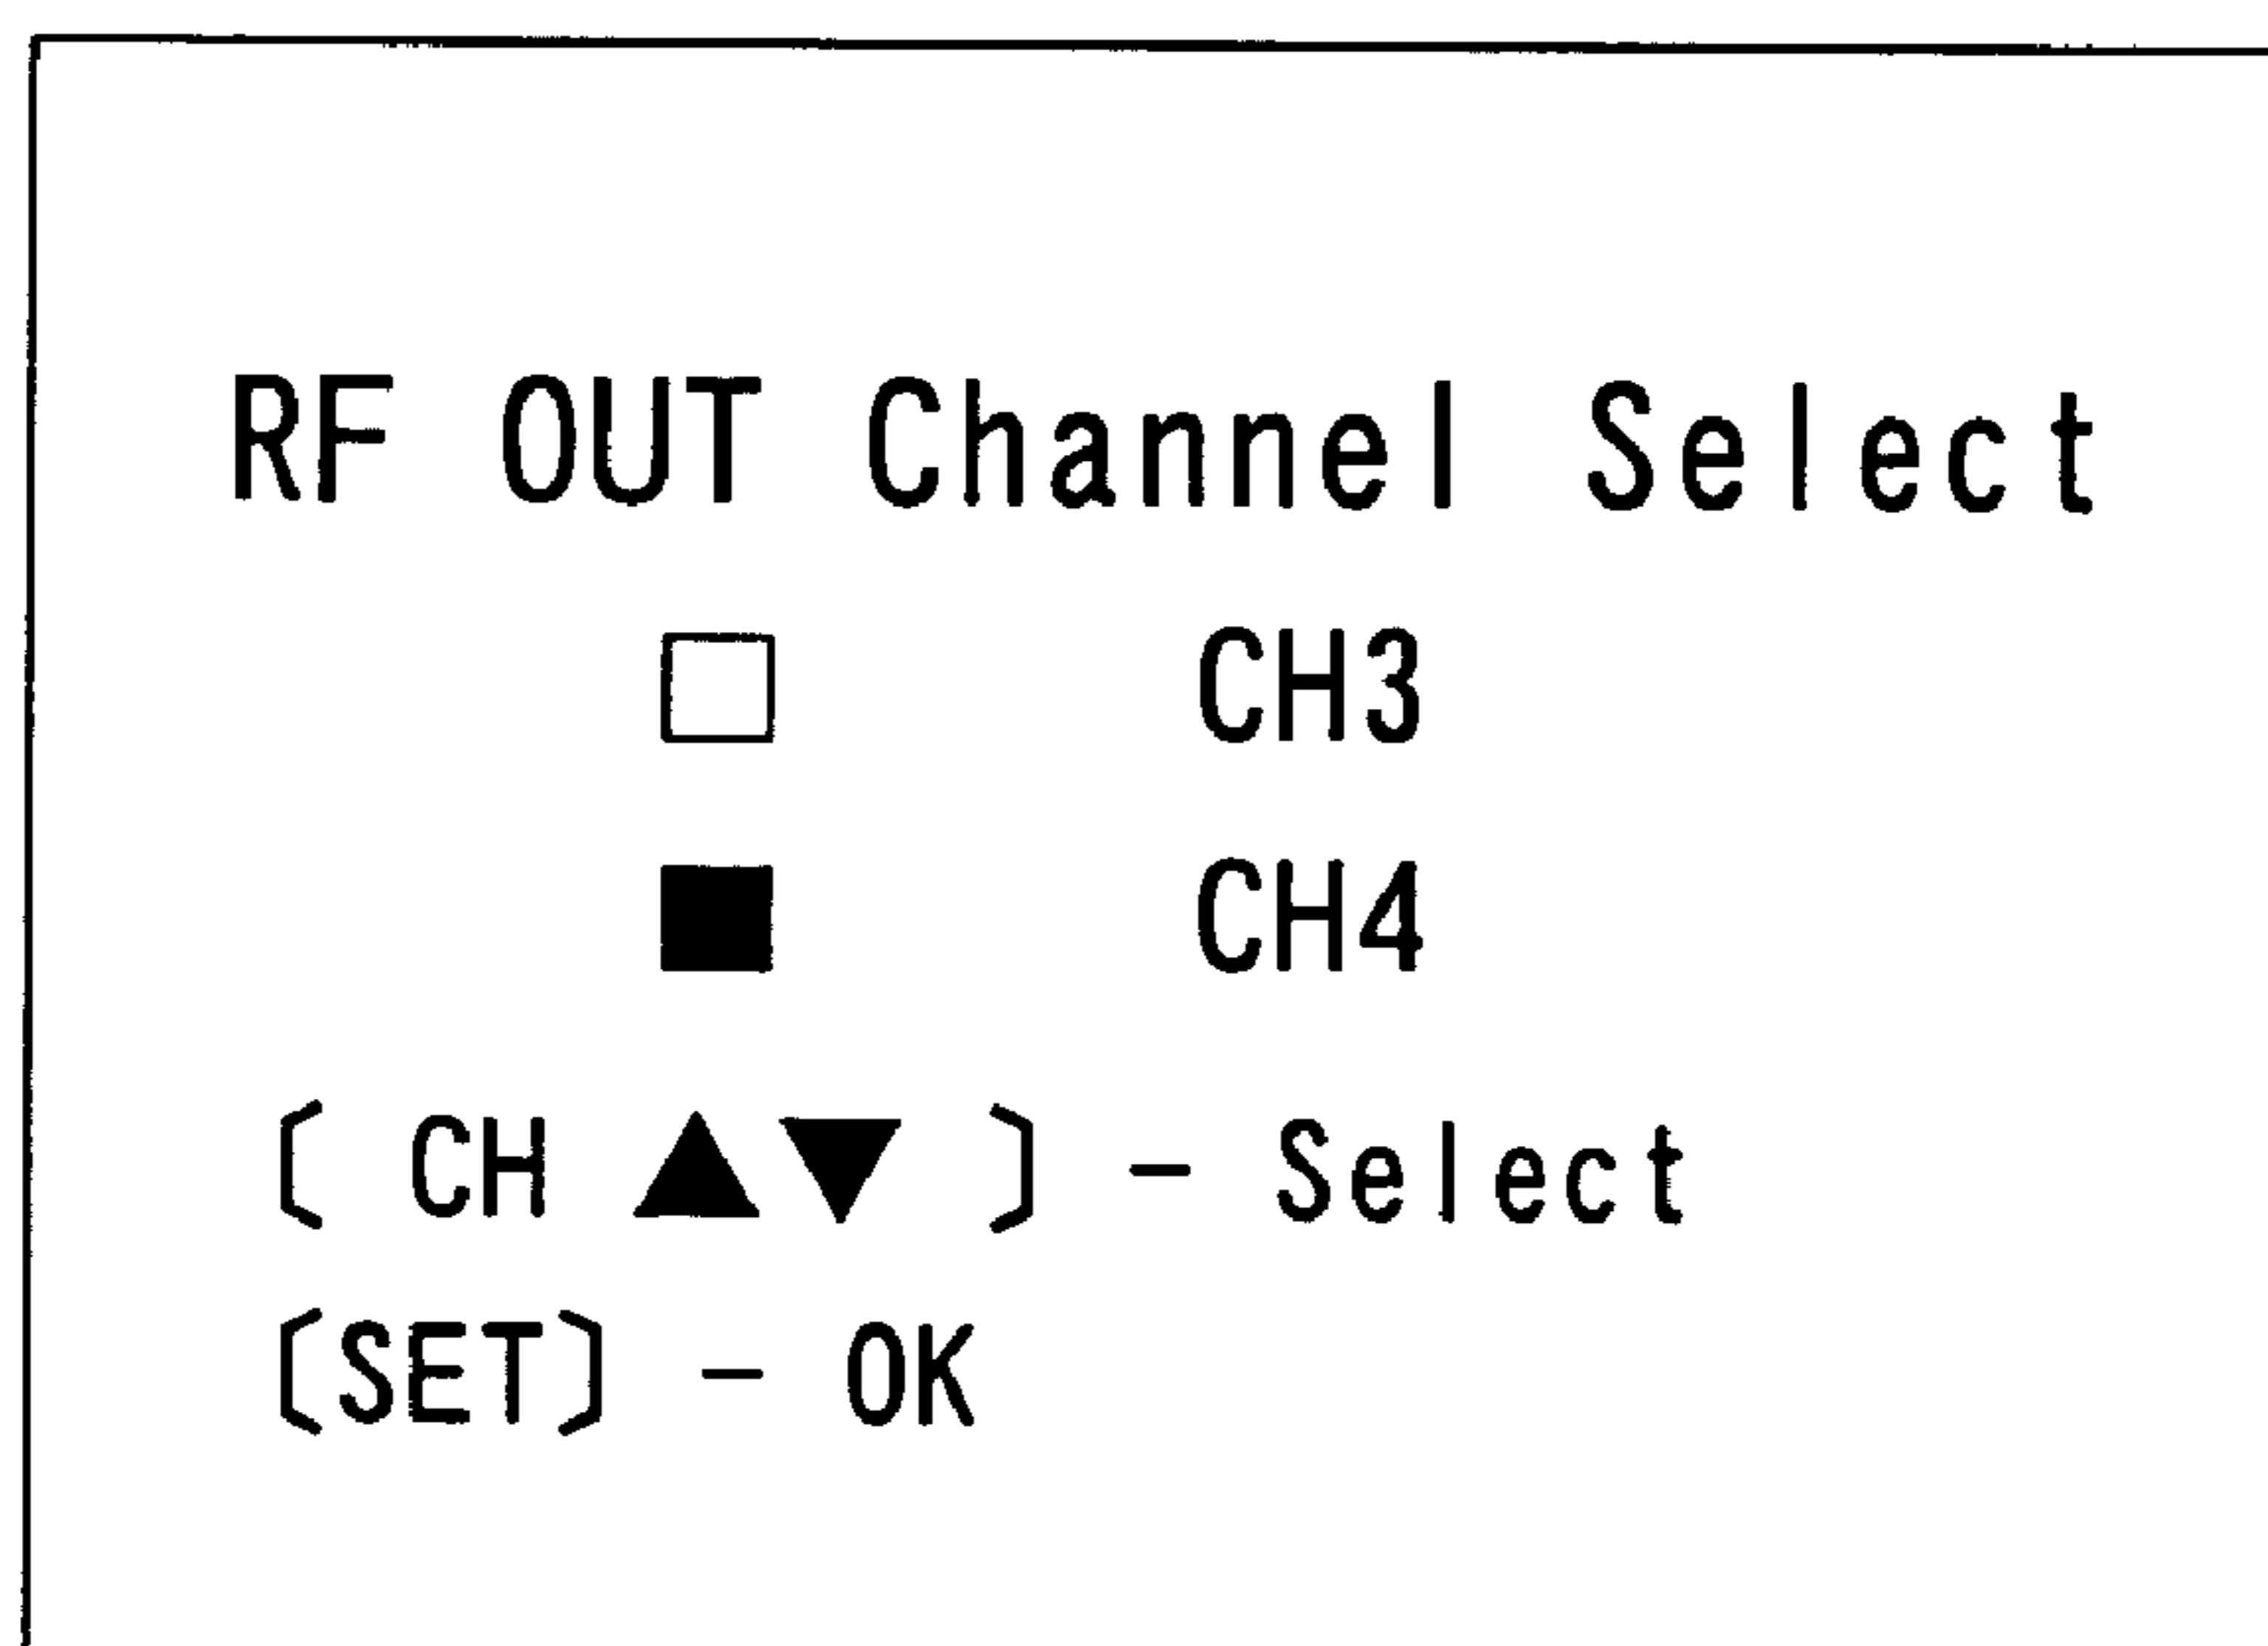 RF OUT Channel Select
□ CH3
■ CH4
〔 CH ▲▼ 〕 – Select
〔SET〕 – OK